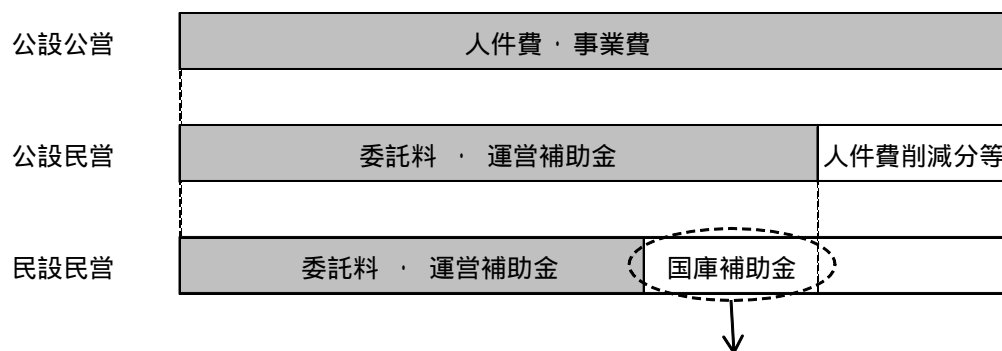 公設公営 人件費・事業費
公設民営 委託料 ・ 運営補助金 人件費削減分等
民設民営 委託料 ・ 運営補助金 国庫補助金